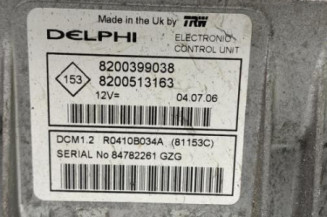 Made in the Uk by TRW
DELPHI ELECTRONIC CONTROL UNIT
153
8200399038
8200513163
12V= 04.07.06
DCM1.2 R0410B034A (81153C)
SERIAL No 84782261 GZG